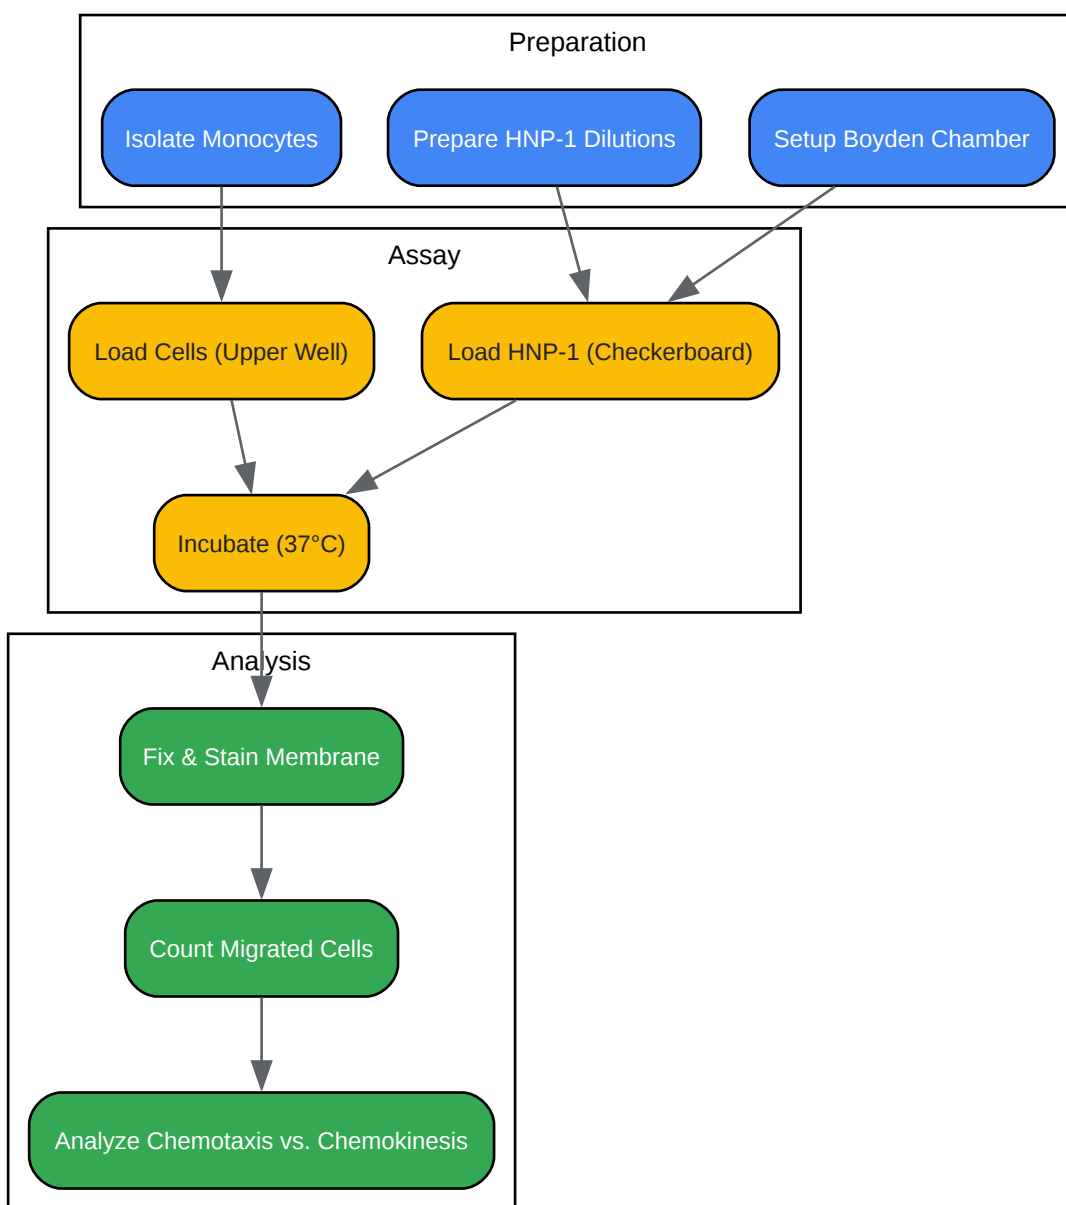 Preparation
Isolate Monocytes
Prepare HNP-1 Dilutions
Setup Boyden Chamber
Assay
Load Cells (Upper Well)
Load HNP-1 (Checkerboard)
Incubate (37°C)
Analysis
Fix & Stain Membrane
Count Migrated Cells
Analyze Chemotaxis vs. Chemokinesis